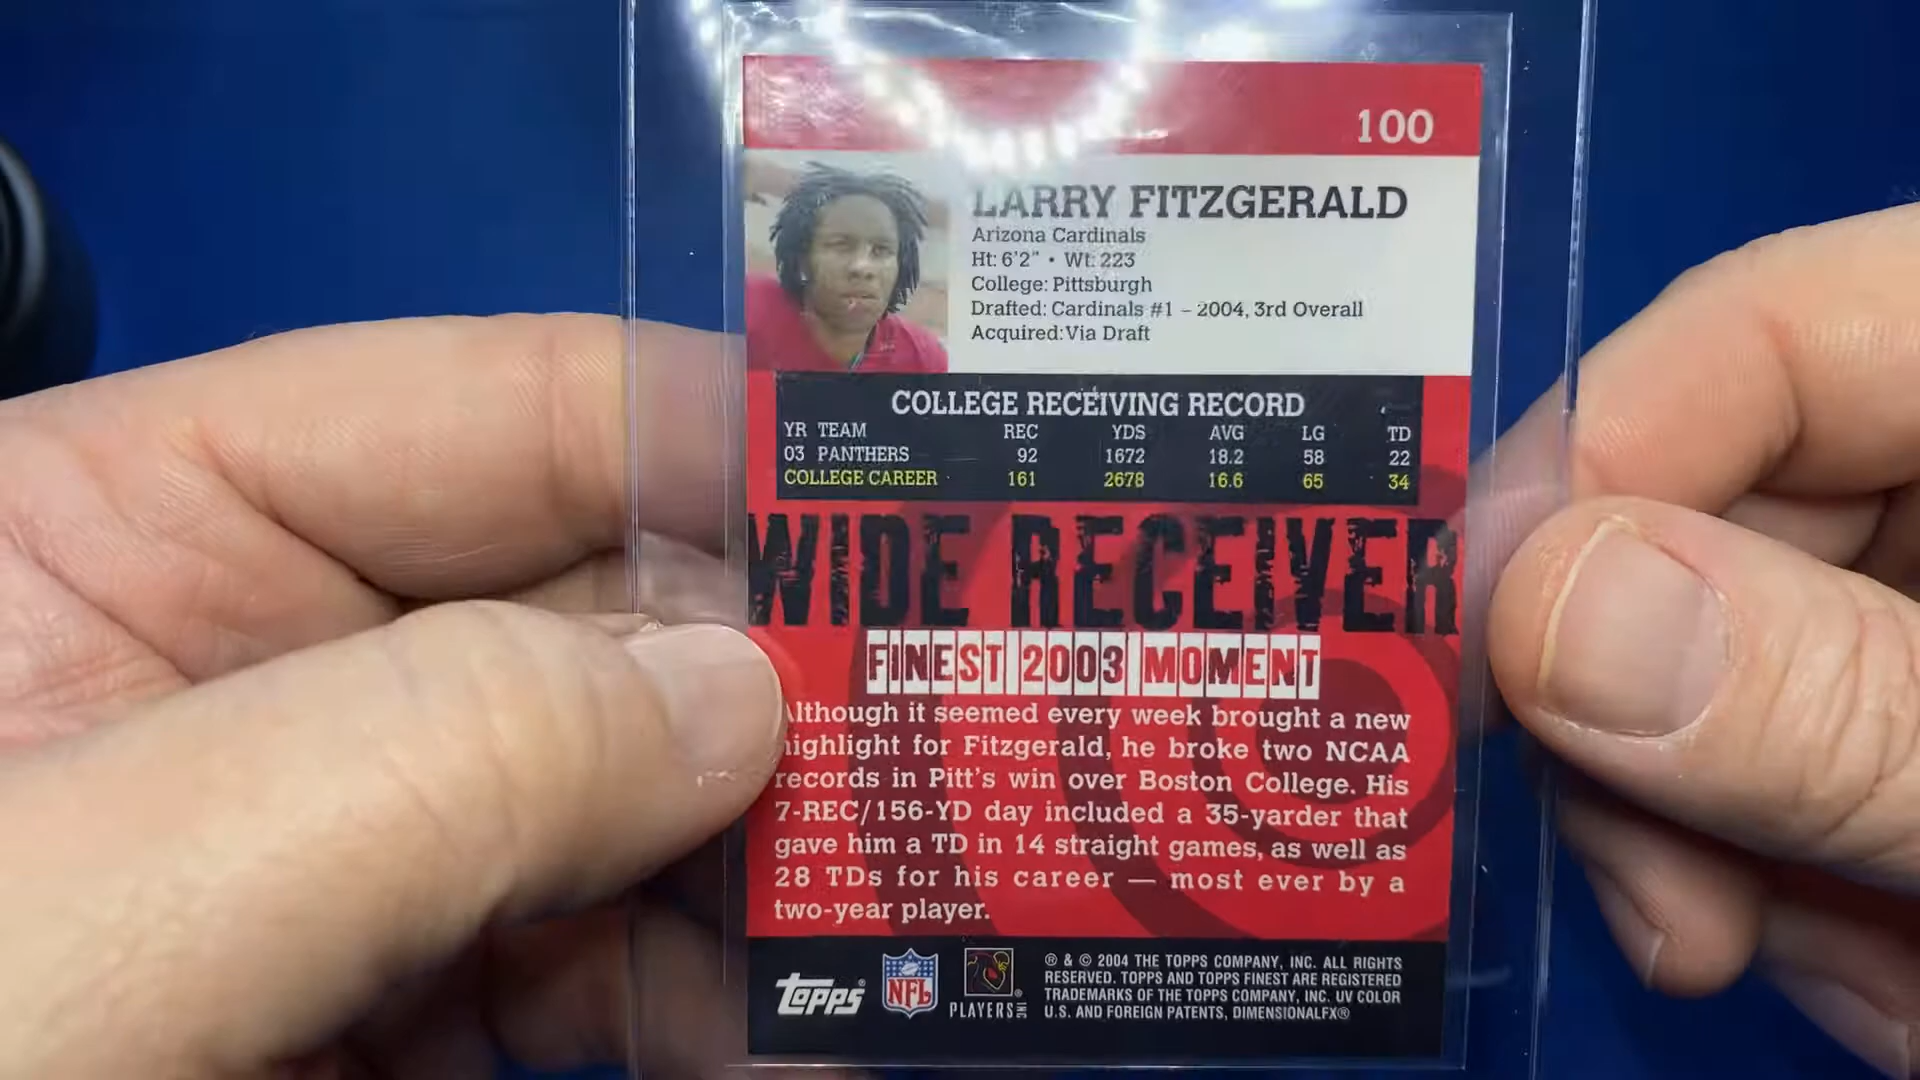 100
LARRY FITZGERALD
Arizona Cardinals
Ht: 6'2" • Wt: 223
College: Pittsburgh
Drafted: Cardinals #1 – 2004, 3rd Overall
Acquired: Via Draft
COLLEGE RECEIVING RECORD
YR TEAM REC YDS AVG LG TD
03 PANTHERS 92 1672 18.2 58 22
COLLEGE CAREER 161 2678 16.6 65 34
WIDE RECEIVER
FINEST 2003 MOMENT
Although it seemed every week brought a new
highlight for Fitzgerald, he broke two NCAA
records in Pitt's win over Boston College. His
7-REC/156-YD day included a 35-yarder that
gave him a TD in 14 straight games, as well as
28 TDs for his career — most ever by a
two-year player.
topps®
NFL
PLAYERS INC®
® & © 2004 THE TOPPS COMPANY, INC. ALL RIGHTS
RESERVED. TOPPS AND TOPPS FINEST ARE REGISTERED
TRADEMARKS OF THE TOPPS COMPANY, INC. UV COLOR
U.S. AND FOREIGN PATENTS, DIMENSIONALFX®